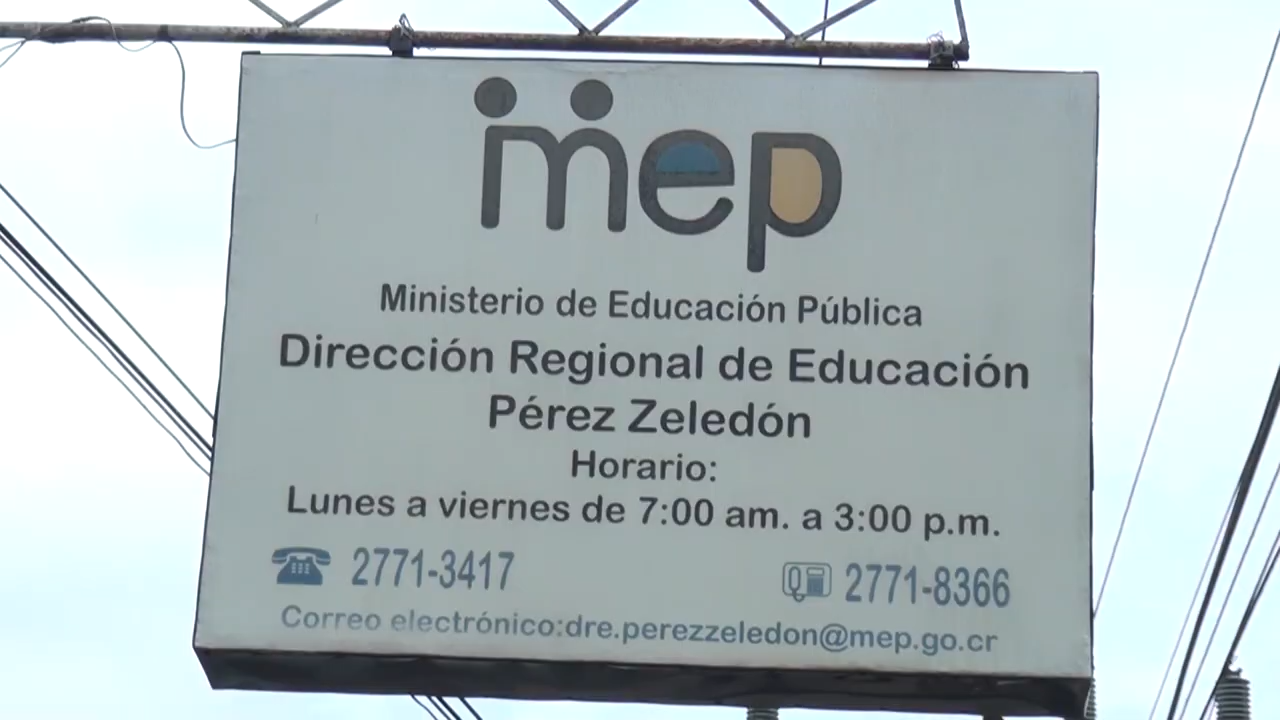 mep
Ministerio de Educación Pública
Dirección Regional de Educación
Pérez Zeledón
Horario:
Lunes a viernes de 7:00 am. a 3:00 p.m.
2771-3417 2771-8366
Correo electrónico:dre.perezzeledon@mep.go.cr